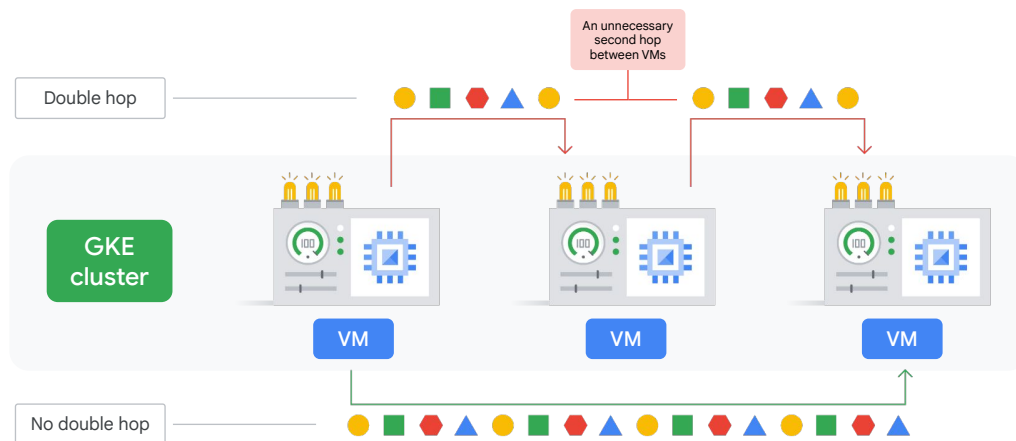 An unnecessary
second hop
between VMs
Double hop
100
100
100
GKE
cluster
VM
VM
VM
No double hop